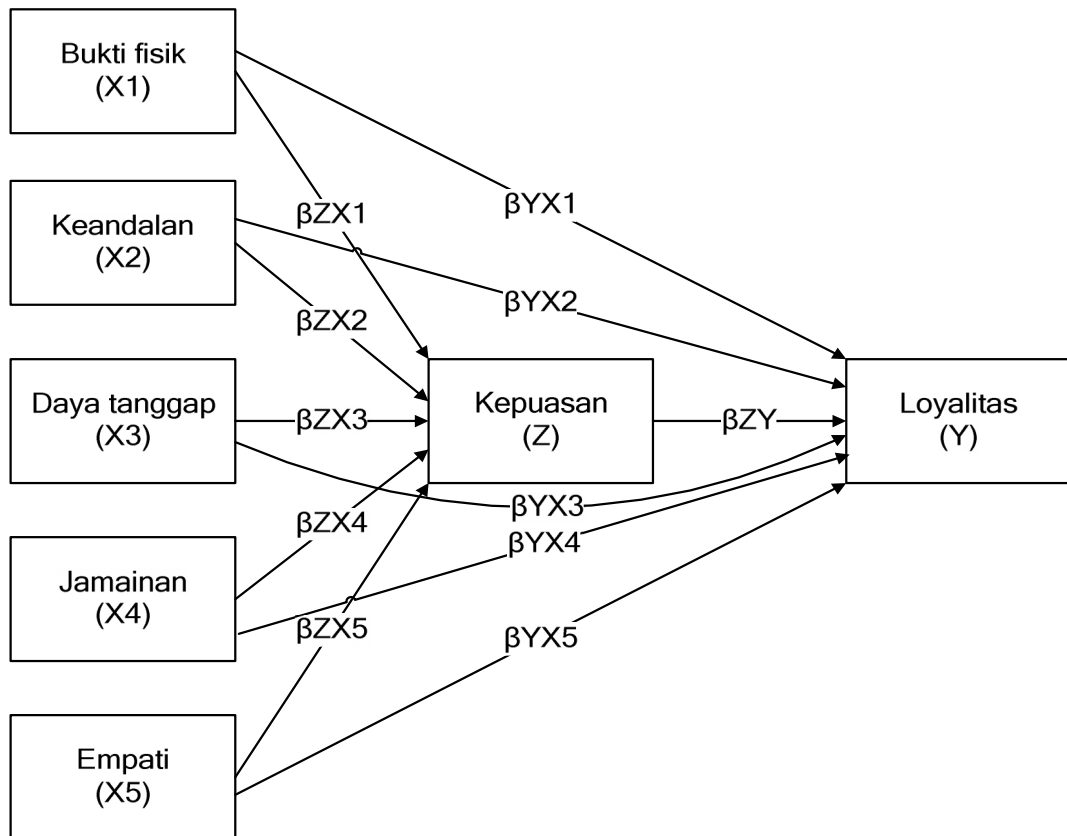 Bukti fisik
(X1)
βZX1
βYX1
Keandalan
(X2)
βZX2
βYX2
Daya tanggap
(X3)
βZX3
Kepuasan
(Z)
βZY
Loyalitas
(Y)
βYX3
βZX4
βYX4
Jamainan
(X4)
βZX5
βYX5
Empati
(X5)